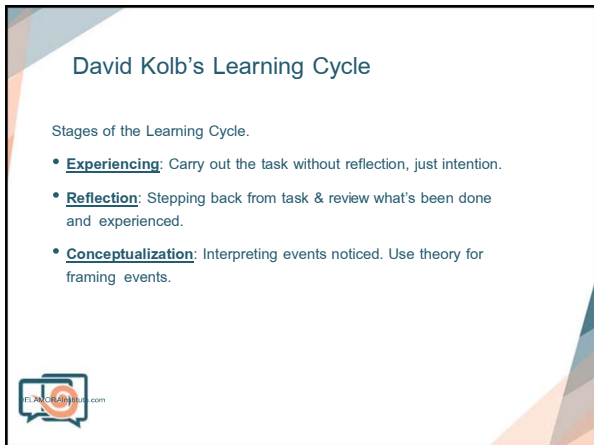 David Kolb’s Learning Cycle
Stages of the Learning Cycle.
• Experiencing: Carry out the task without reflection, just intention.
• Reflection: Stepping back from task & review what’s been done
and experienced.
• Conceptualization: Interpreting events noticed. Use theory for
framing events.
DELAMORAInstitute.com